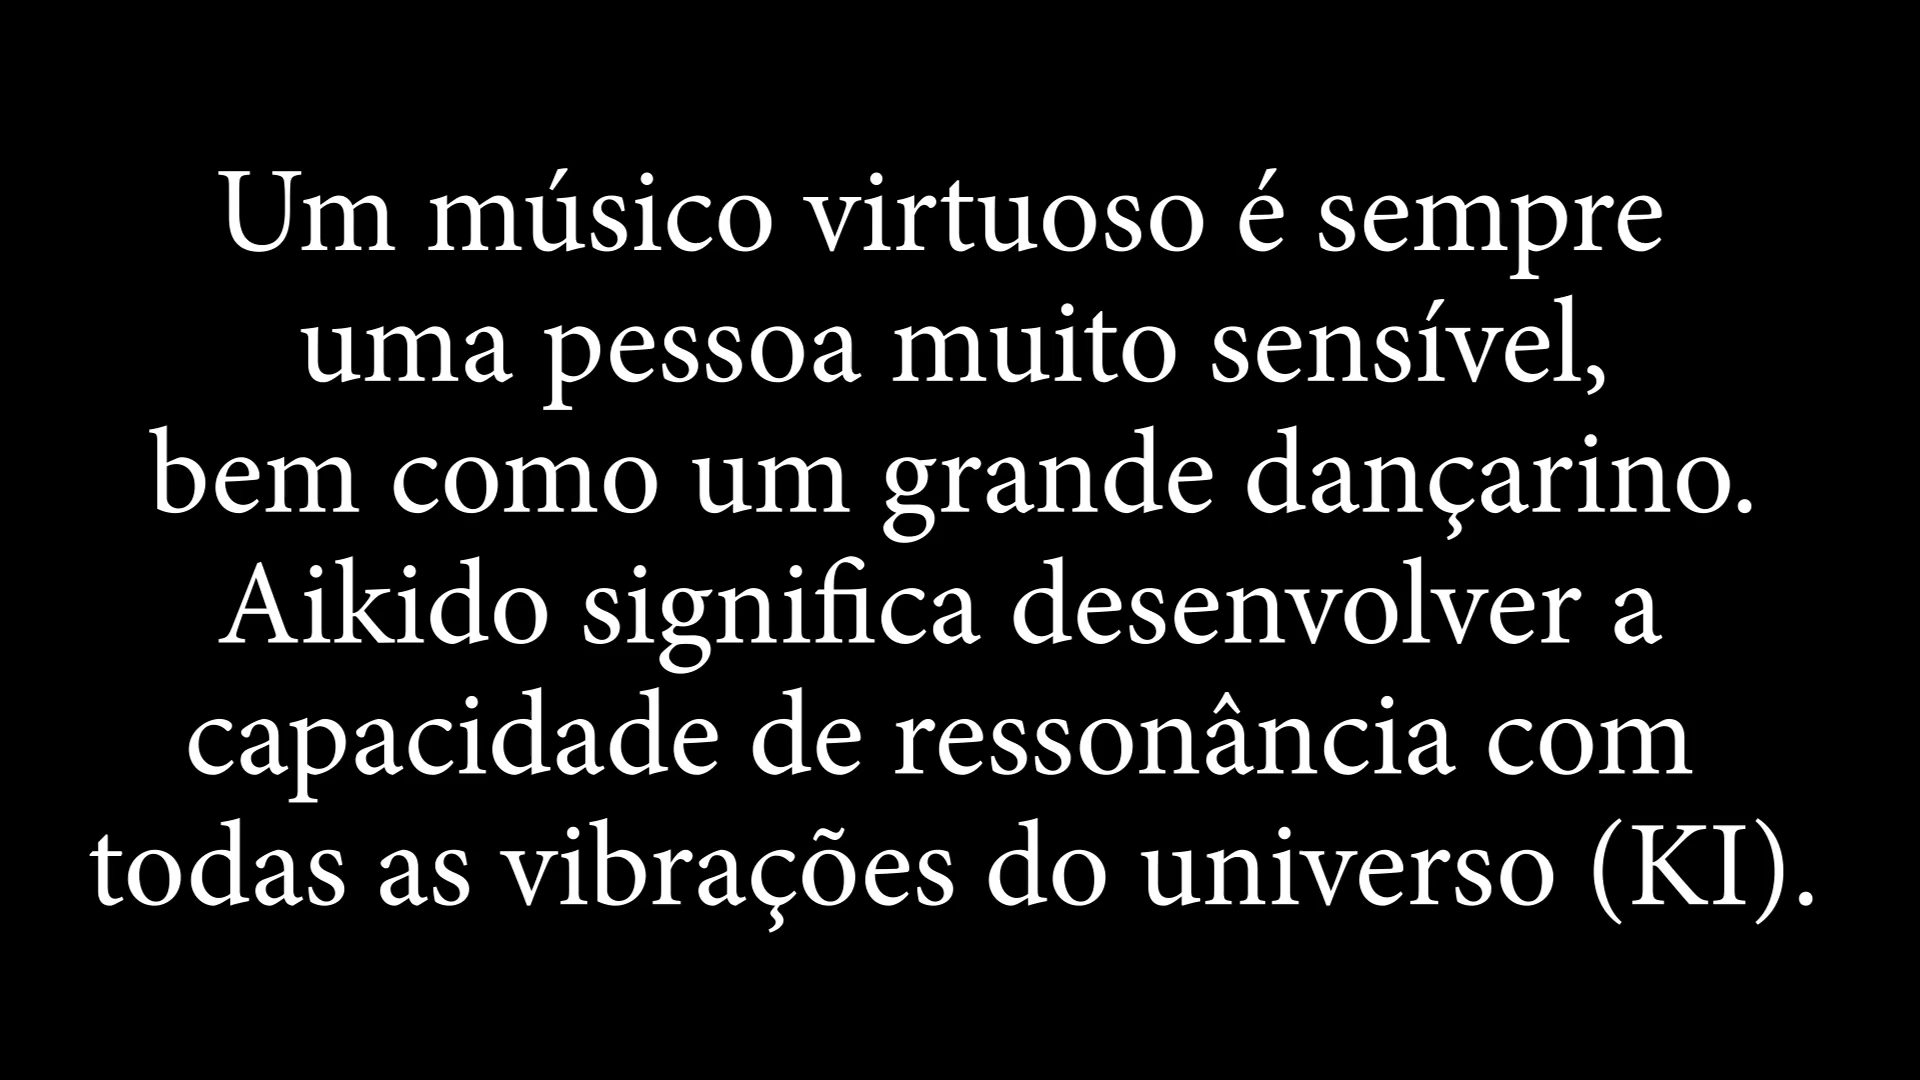 Um músico virtuoso é sempre
uma pessoa muito sensível,
bem como um grande dançarino.
Aikido significa desenvolver a
capacidade de ressonância com
todas as vibrações do universo (KI).